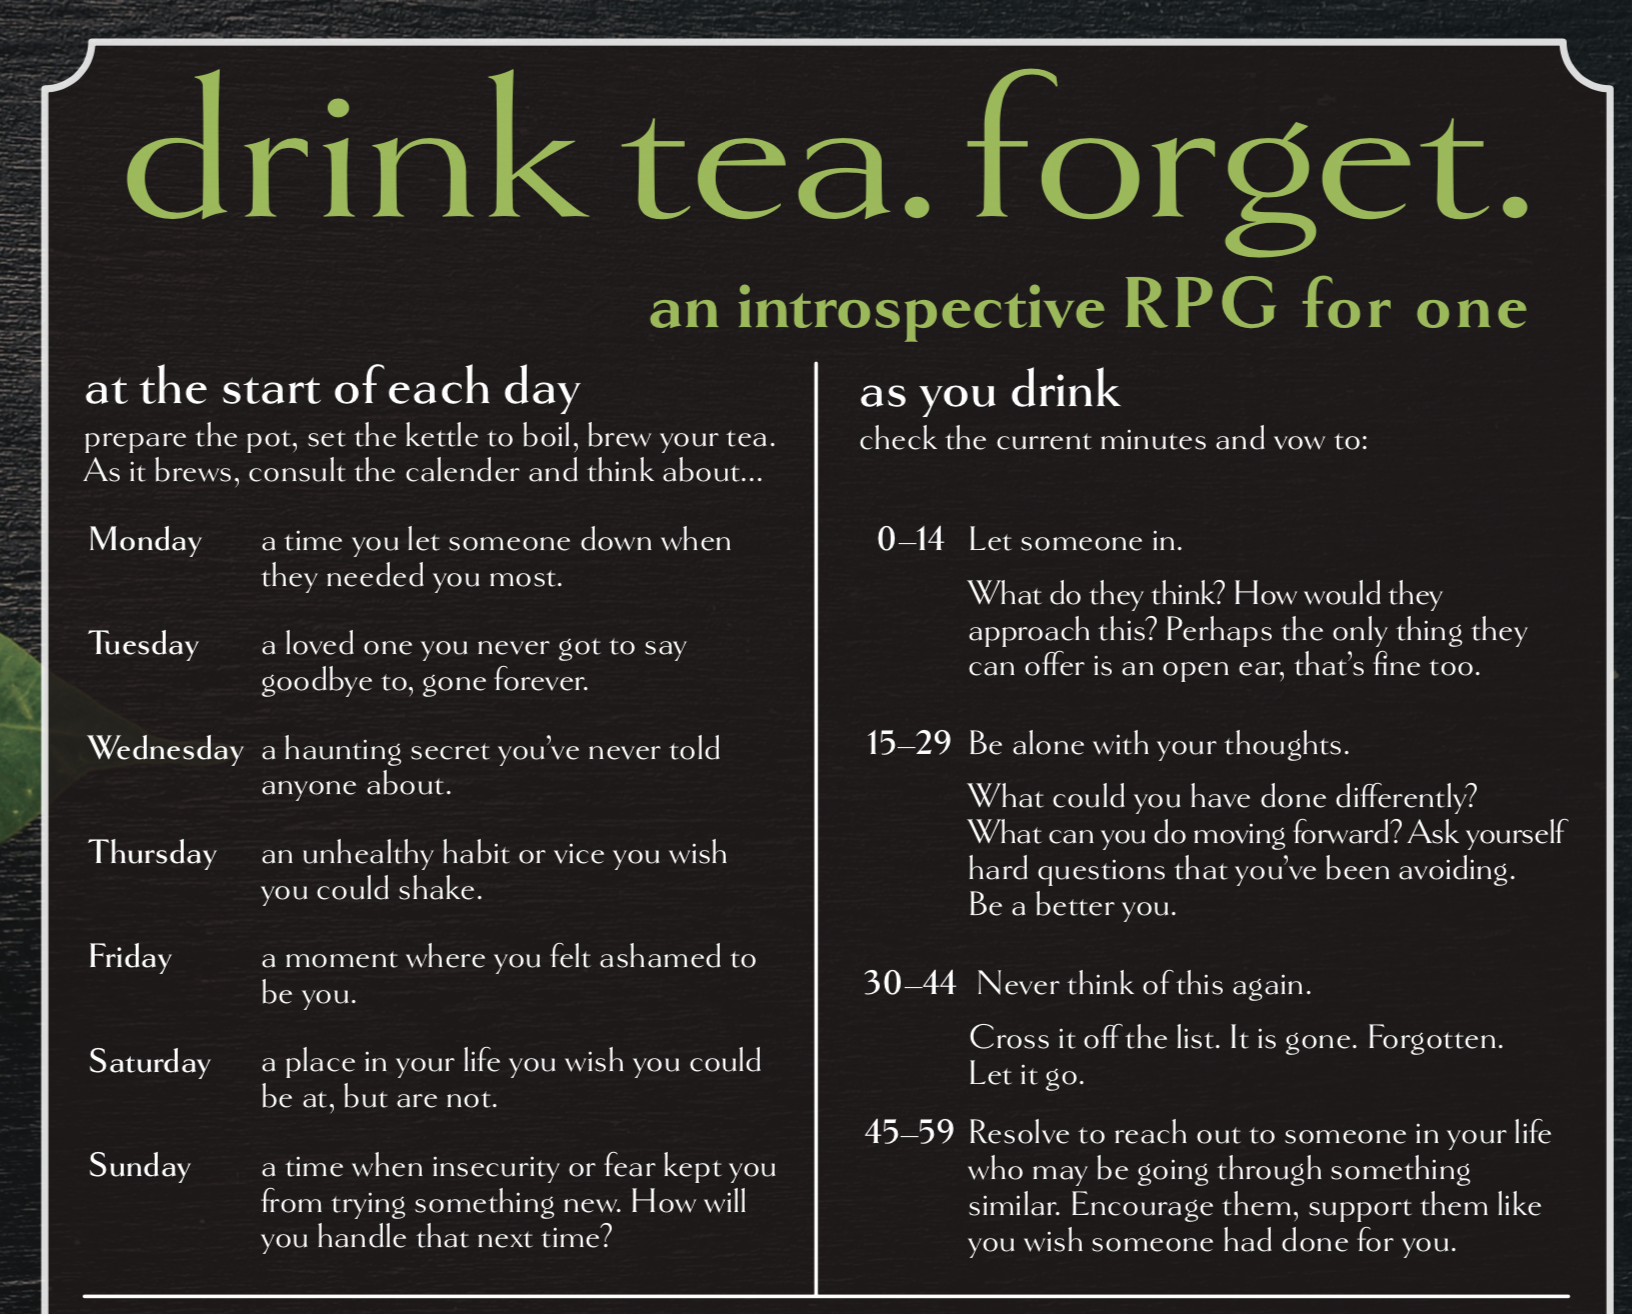 drink tea. forget.
an introspective RPG for one
at the start of each day
prepare the pot, set the kettle to boil, brew your tea.
As it brews, consult the calender and think about...
Monday a time you let someone down when
they needed you most.
Tuesday a loved one you never got to say
goodbye to, gone forever.
Wednesday a haunting secret you've never told
anyone about.
Thursday an unhealthy habit or vice you wish
you could shake.
Friday a moment where you felt ashamed to
be you.
Saturday a place in your life you wish you could
be at, but are not.
Sunday a time when insecurity or fear kept you
from trying something new. How will
you handle that next time?
as you drink
check the current minutes and vow to:
0–14 Let someone in.
What do they think? How would they
approach this? Perhaps the only thing they
can offer is an open ear, that's fine too.
15–29 Be alone with your thoughts.
What could you have done differently?
What can you do moving forward? Ask yourself
hard questions that you've been avoiding.
Be a better you.
30–44 Never think of this again.
Cross it off the list. It is gone. Forgotten.
Let it go.
45–59 Resolve to reach out to someone in your life
who may be going through something
similar. Encourage them, support them like
you wish someone had done for you.